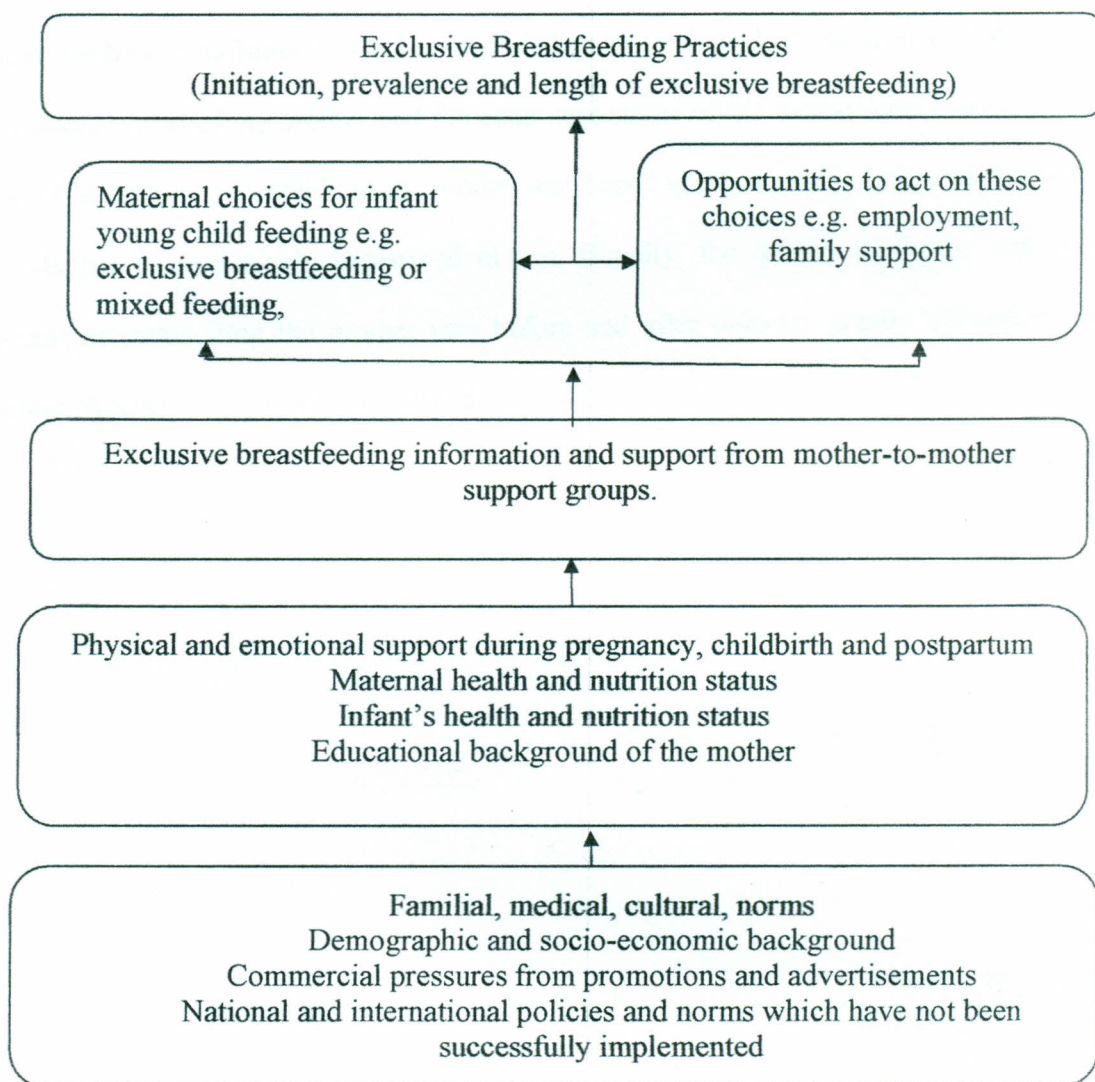 Exclusive Breastfeeding Practices
(Initiation, prevalence and length of exclusive breastfeeding)
Maternal choices for infant
young child feeding e.g.
exclusive breastfeeding or
mixed feeding,
Opportunities to act on these
choices e.g. employment,
family support
Exclusive breastfeeding information and support from mother-to-mother
support groups.
Physical and emotional support during pregnancy, childbirth and postpartum
Maternal health and nutrition status
Infant's health and nutrition status
Educational background of the mother
Familial, medical, cultural, norms
Demographic and socio-economic background
Commercial pressures from promotions and advertisements
National and international policies and norms which have not been
successfully implemented